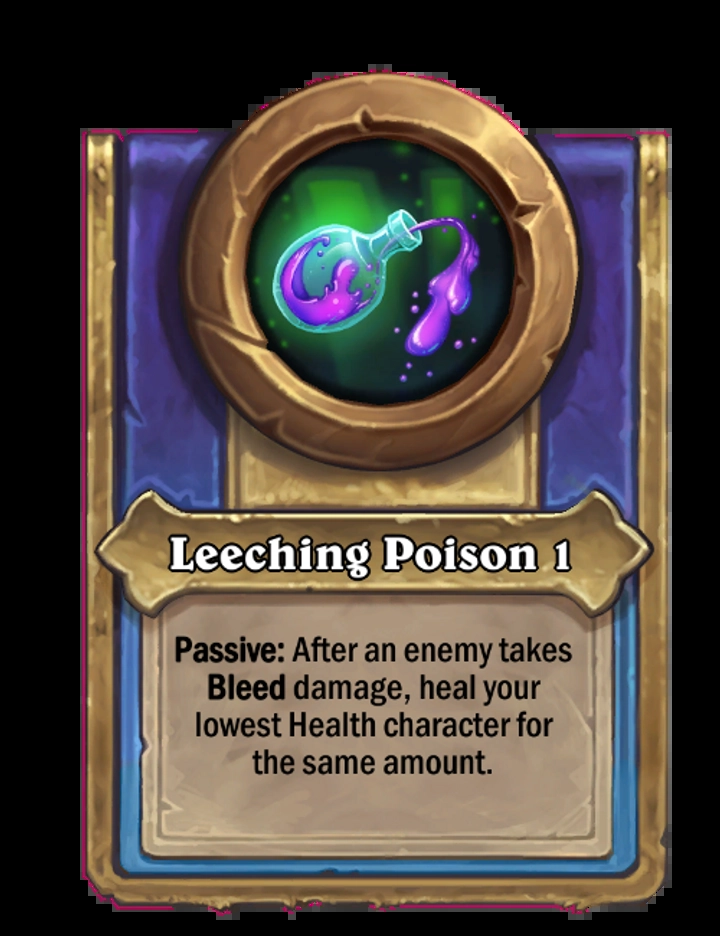 Leeching Poison 1
Passive: After an enemy takes
Bleed damage, heal your
lowest Health character for
the same amount.